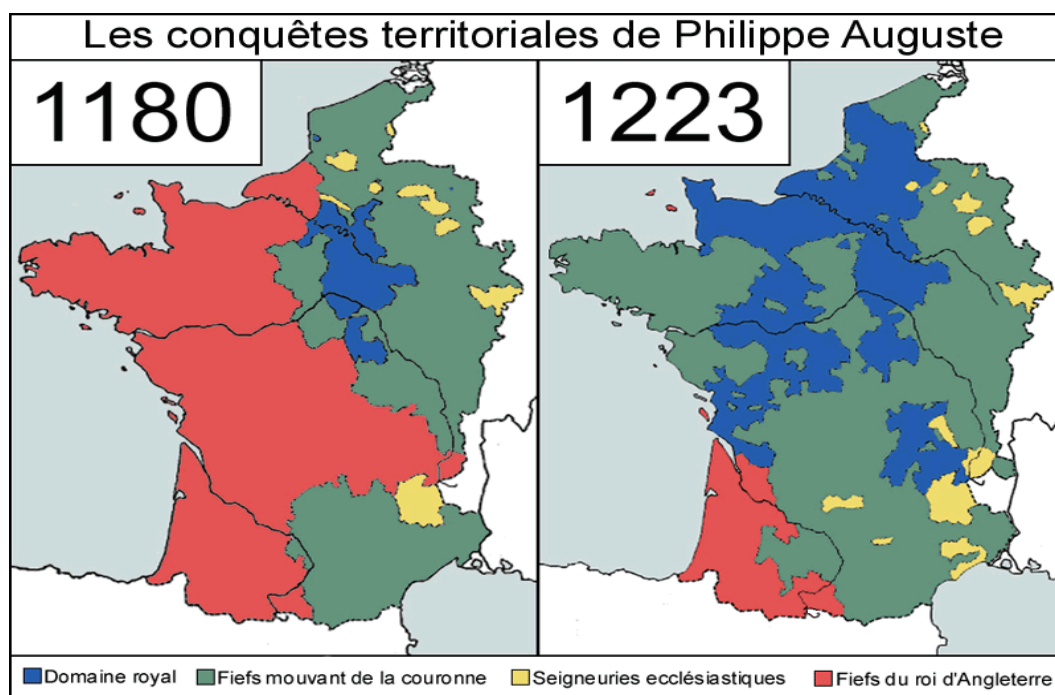 Les conquêtes territoriales de Philippe Auguste
1180
1223
Domaine royal
Fiefs mouvant de la couronne
Seigneuries ecclésiastiques
Fiefs du roi d'Angleterre